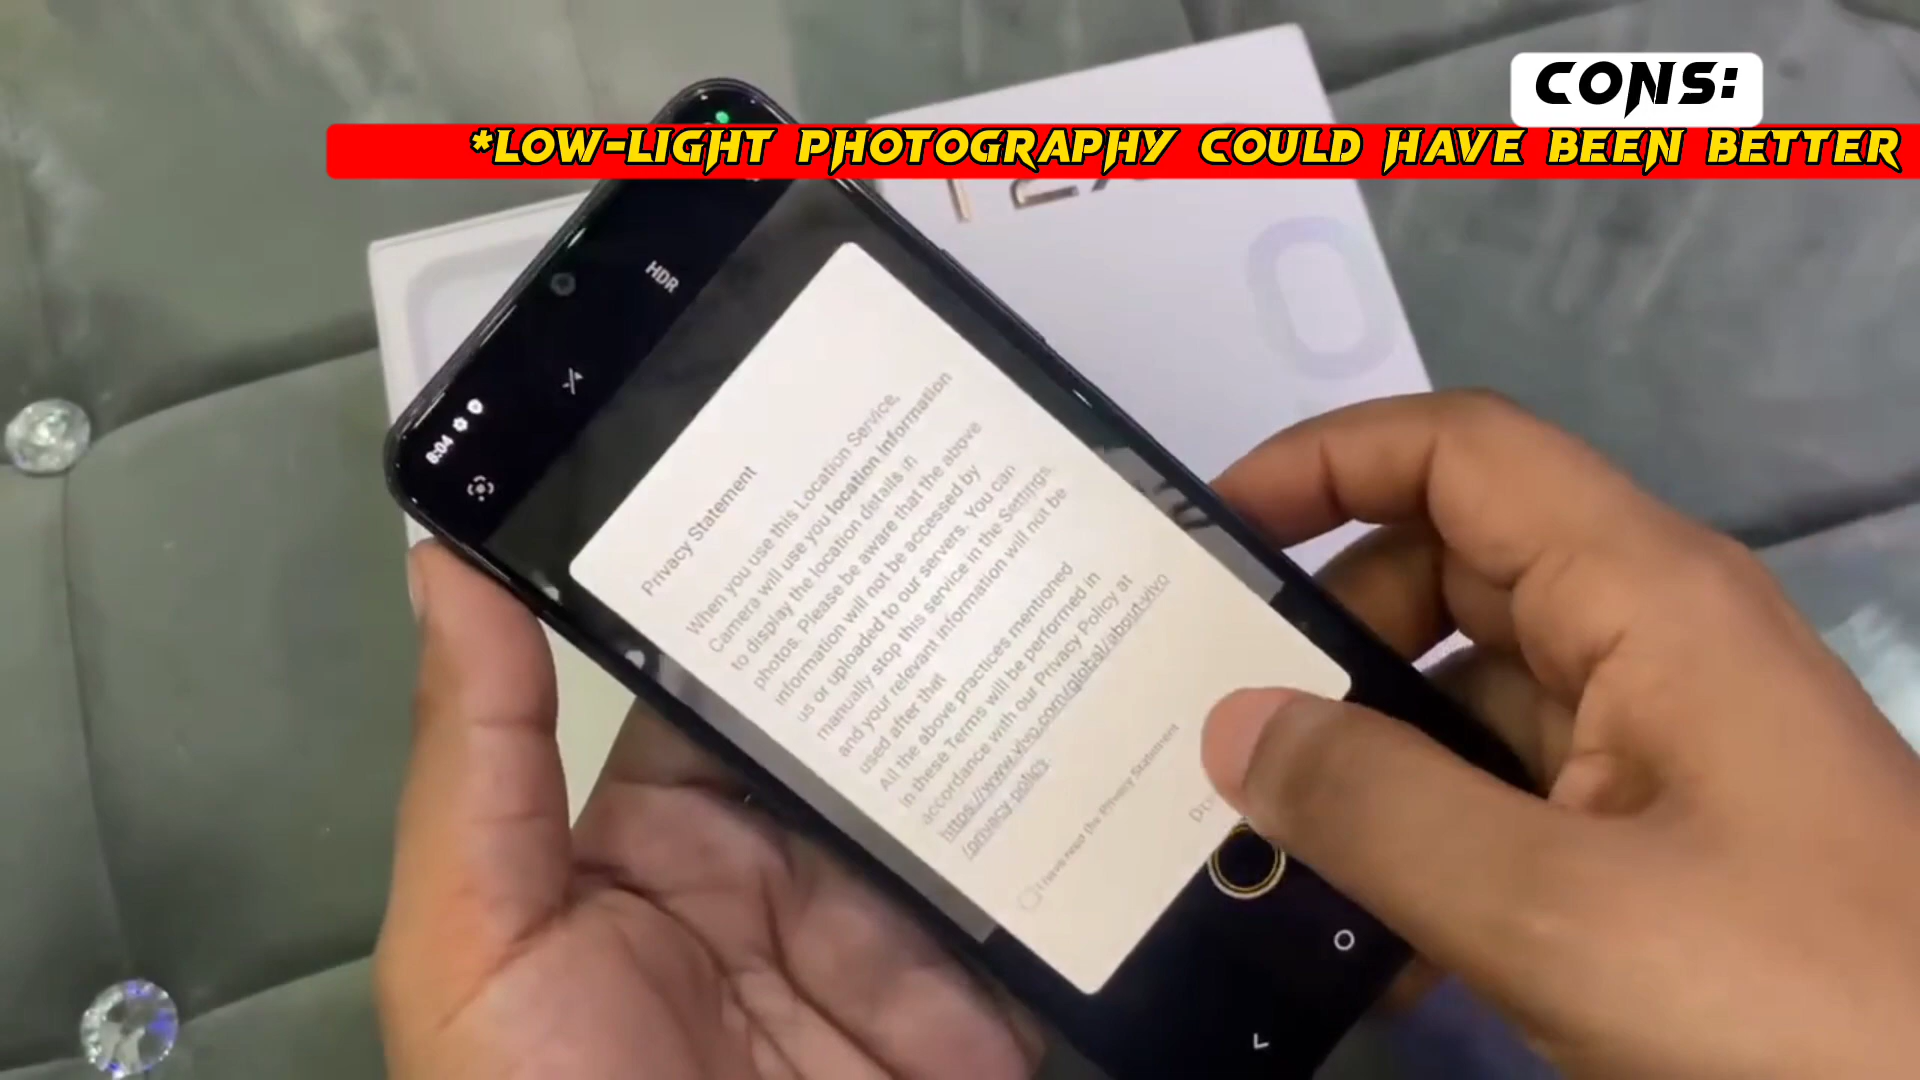 CONS:
*LOW-LIGHT PHOTOGRAPHY COULD HAVE BEEN BETTER
HDR
8:04
Privacy Statement
When you use this Location Service,
Camera will use you location information
to display the location details in
photos. Please be aware that the above
information will not be accessed by
us or uploaded to our servers. You can
manually stop this service in the Settings,
and your relevant information will not be
used after that
All the above practices mentioned
in these Terms will be performed in
accordance with our Privacy Policy at
https://www.vivo.com/global/about-vivo
/privacy-policy.
I have read the Privacy Statement